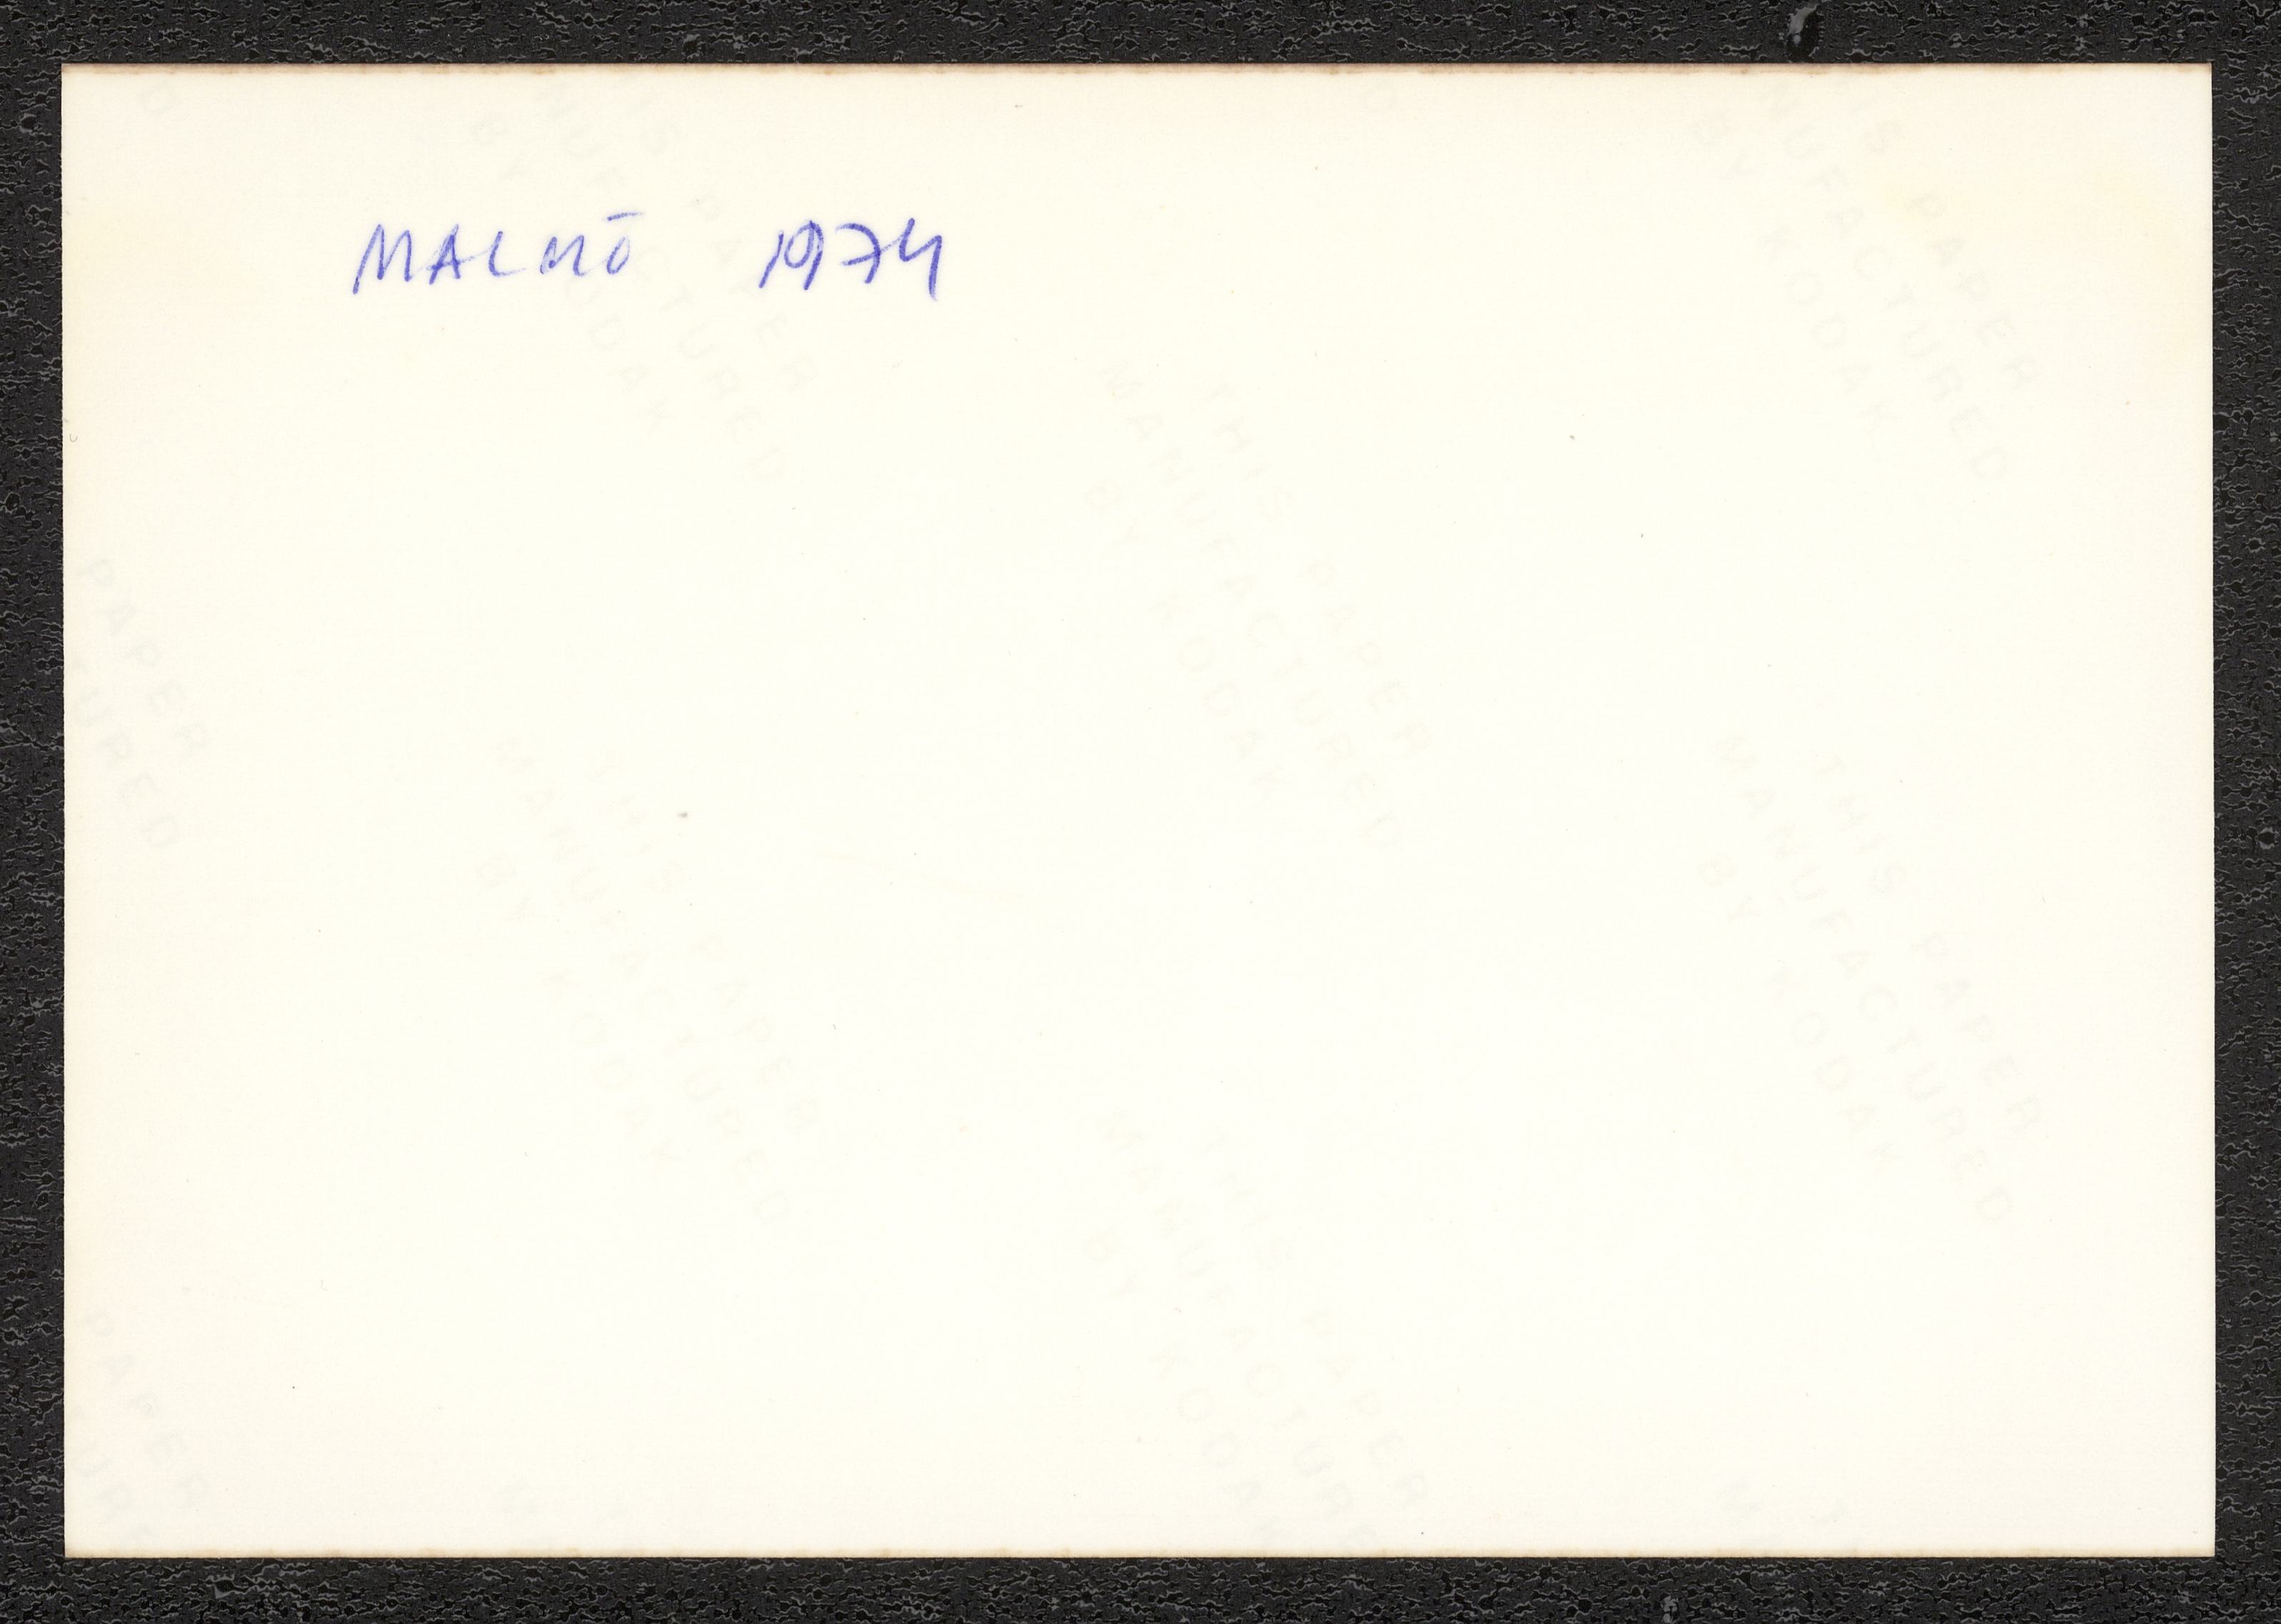 MALMÖ 1974
THIS PAPER
MANUFACTURED
BY KODAK